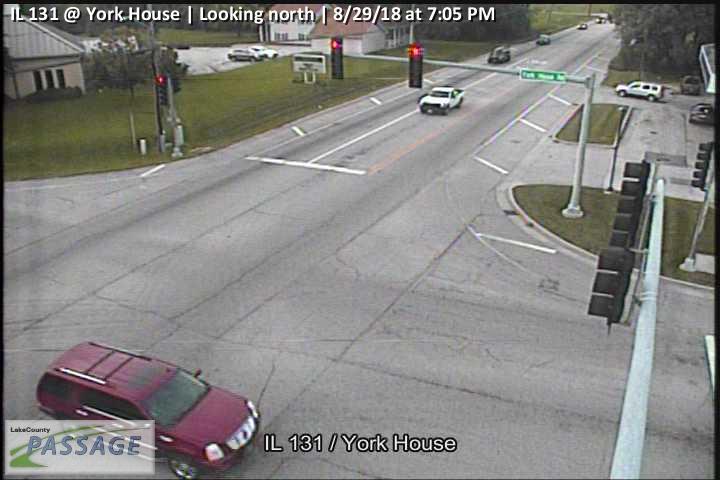 IL 131 @ York House | Looking north | 8/29/18 at 7:05 PM
York House Rd
LakeCounty
PASSAGE
IL 131 / York House